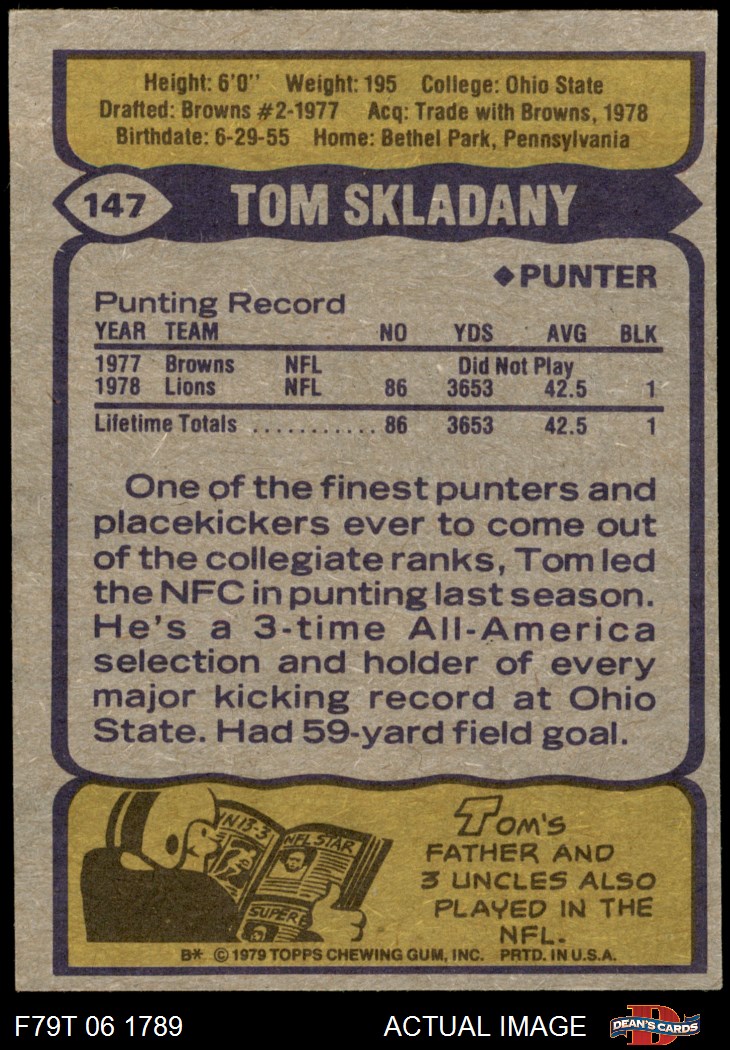 Height: 6'0'' Weight: 195 College: Ohio State
Drafted: Browns #2-1977 Acq: Trade with Browns, 1978
Birthdate: 6-29-55 Home: Bethel Park, Pennsylvania
147 TOM SKLADANY
◆PUNTER
Punting Record
YEAR TEAM NO YDS AVG BLK
1977 Browns NFL Did Not Play
1978 Lions NFL 86 3653 42.5 1
Lifetime Totals ........... 86 3653 42.5 1
One of the finest punters and
placekickers ever to come out
of the collegiate ranks, Tom led
the NFC in punting last season.
He's a 3-time All-America
selection and holder of every
major kicking record at Ohio
State. Had 59-yard field goal.
IN 13-3
NFL STAR
SUPER
TOM'S
FATHER AND
3 UNCLES ALSO
PLAYED IN THE
NFL.
B* © 1979 TOPPS CHEWING GUM, INC. PRTD. IN U.S.A.
F79T 06 1789 ACTUAL IMAGE DEAN'S CARDS